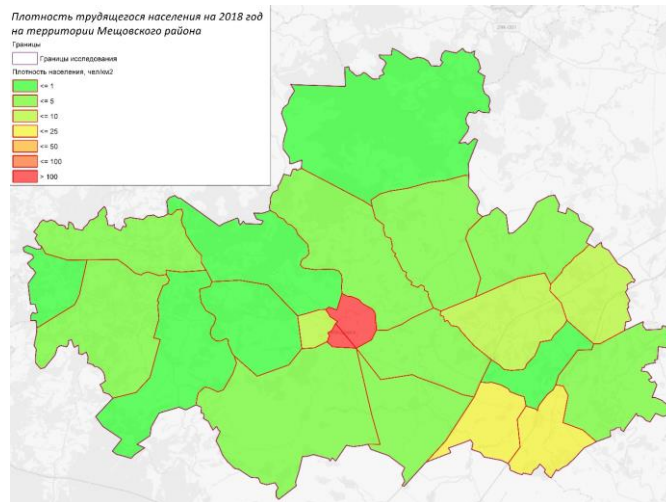 Плотность трудящегося населения на 2018 год
на территории Мещовского района
Границы
Границы исследования
Плотность населения, чел/км2
<= 1
<= 5
<= 10
<= 25
<= 50
<= 100
> 100